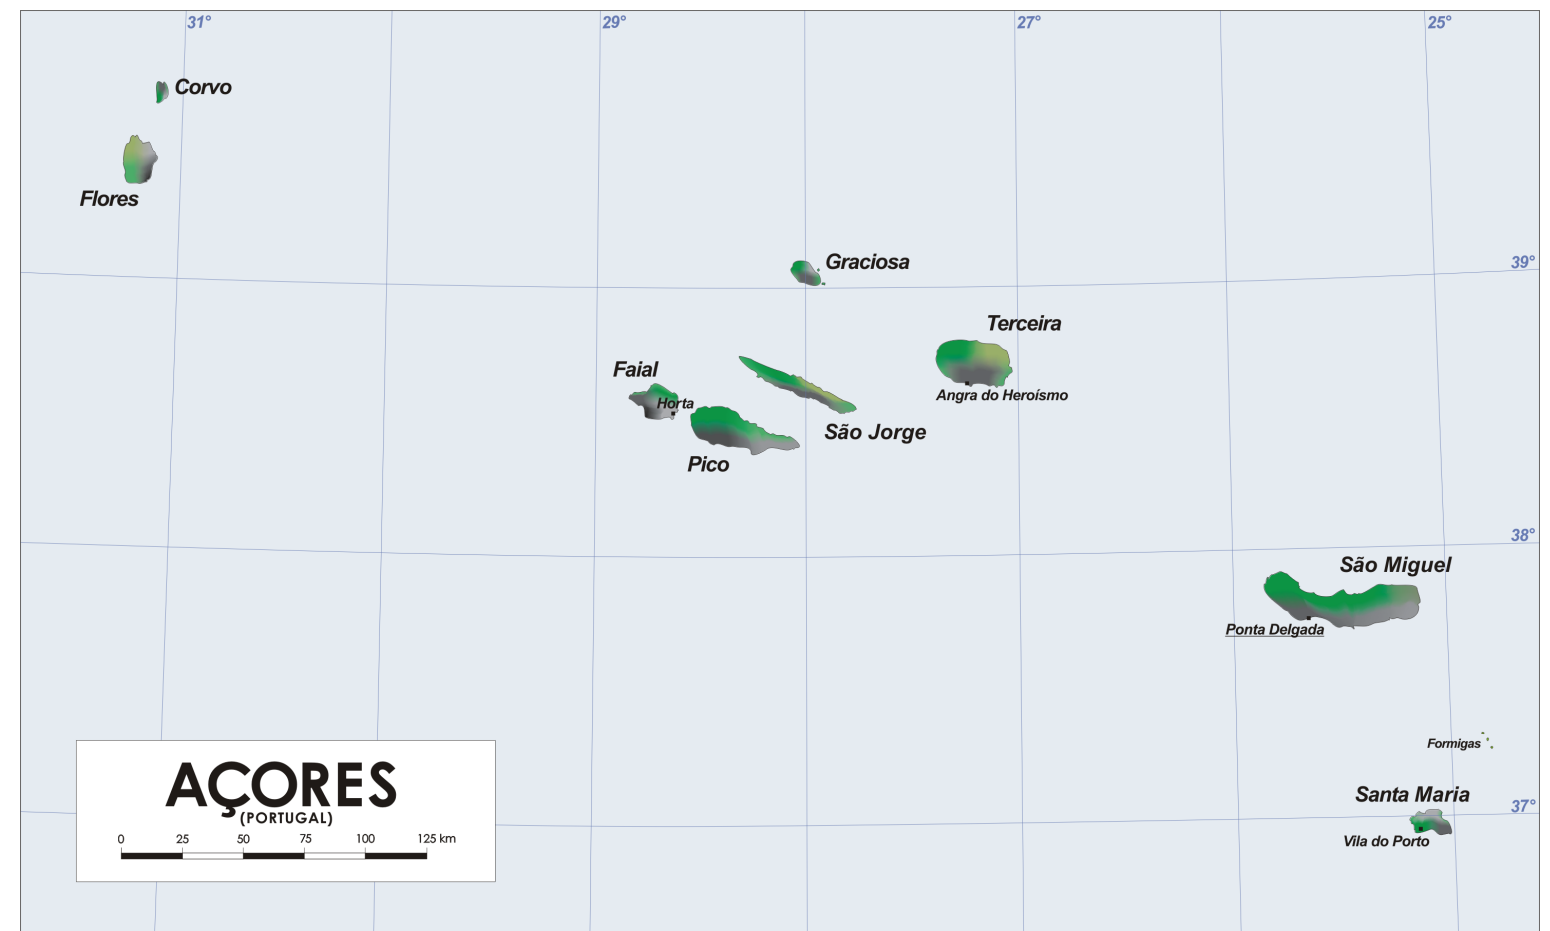 31°
29°
27°
25°
Corvo
Flores
Graciosa
39°
Terceira
Faial
Horta
Angra do Heroísmo
São Jorge
Pico
38°
São Miguel
Ponta Delgada
Formigas
Santa Maria
37°
Vila do Porto
AÇORES
(PORTUGAL)
0 25 50 75 100 125 km